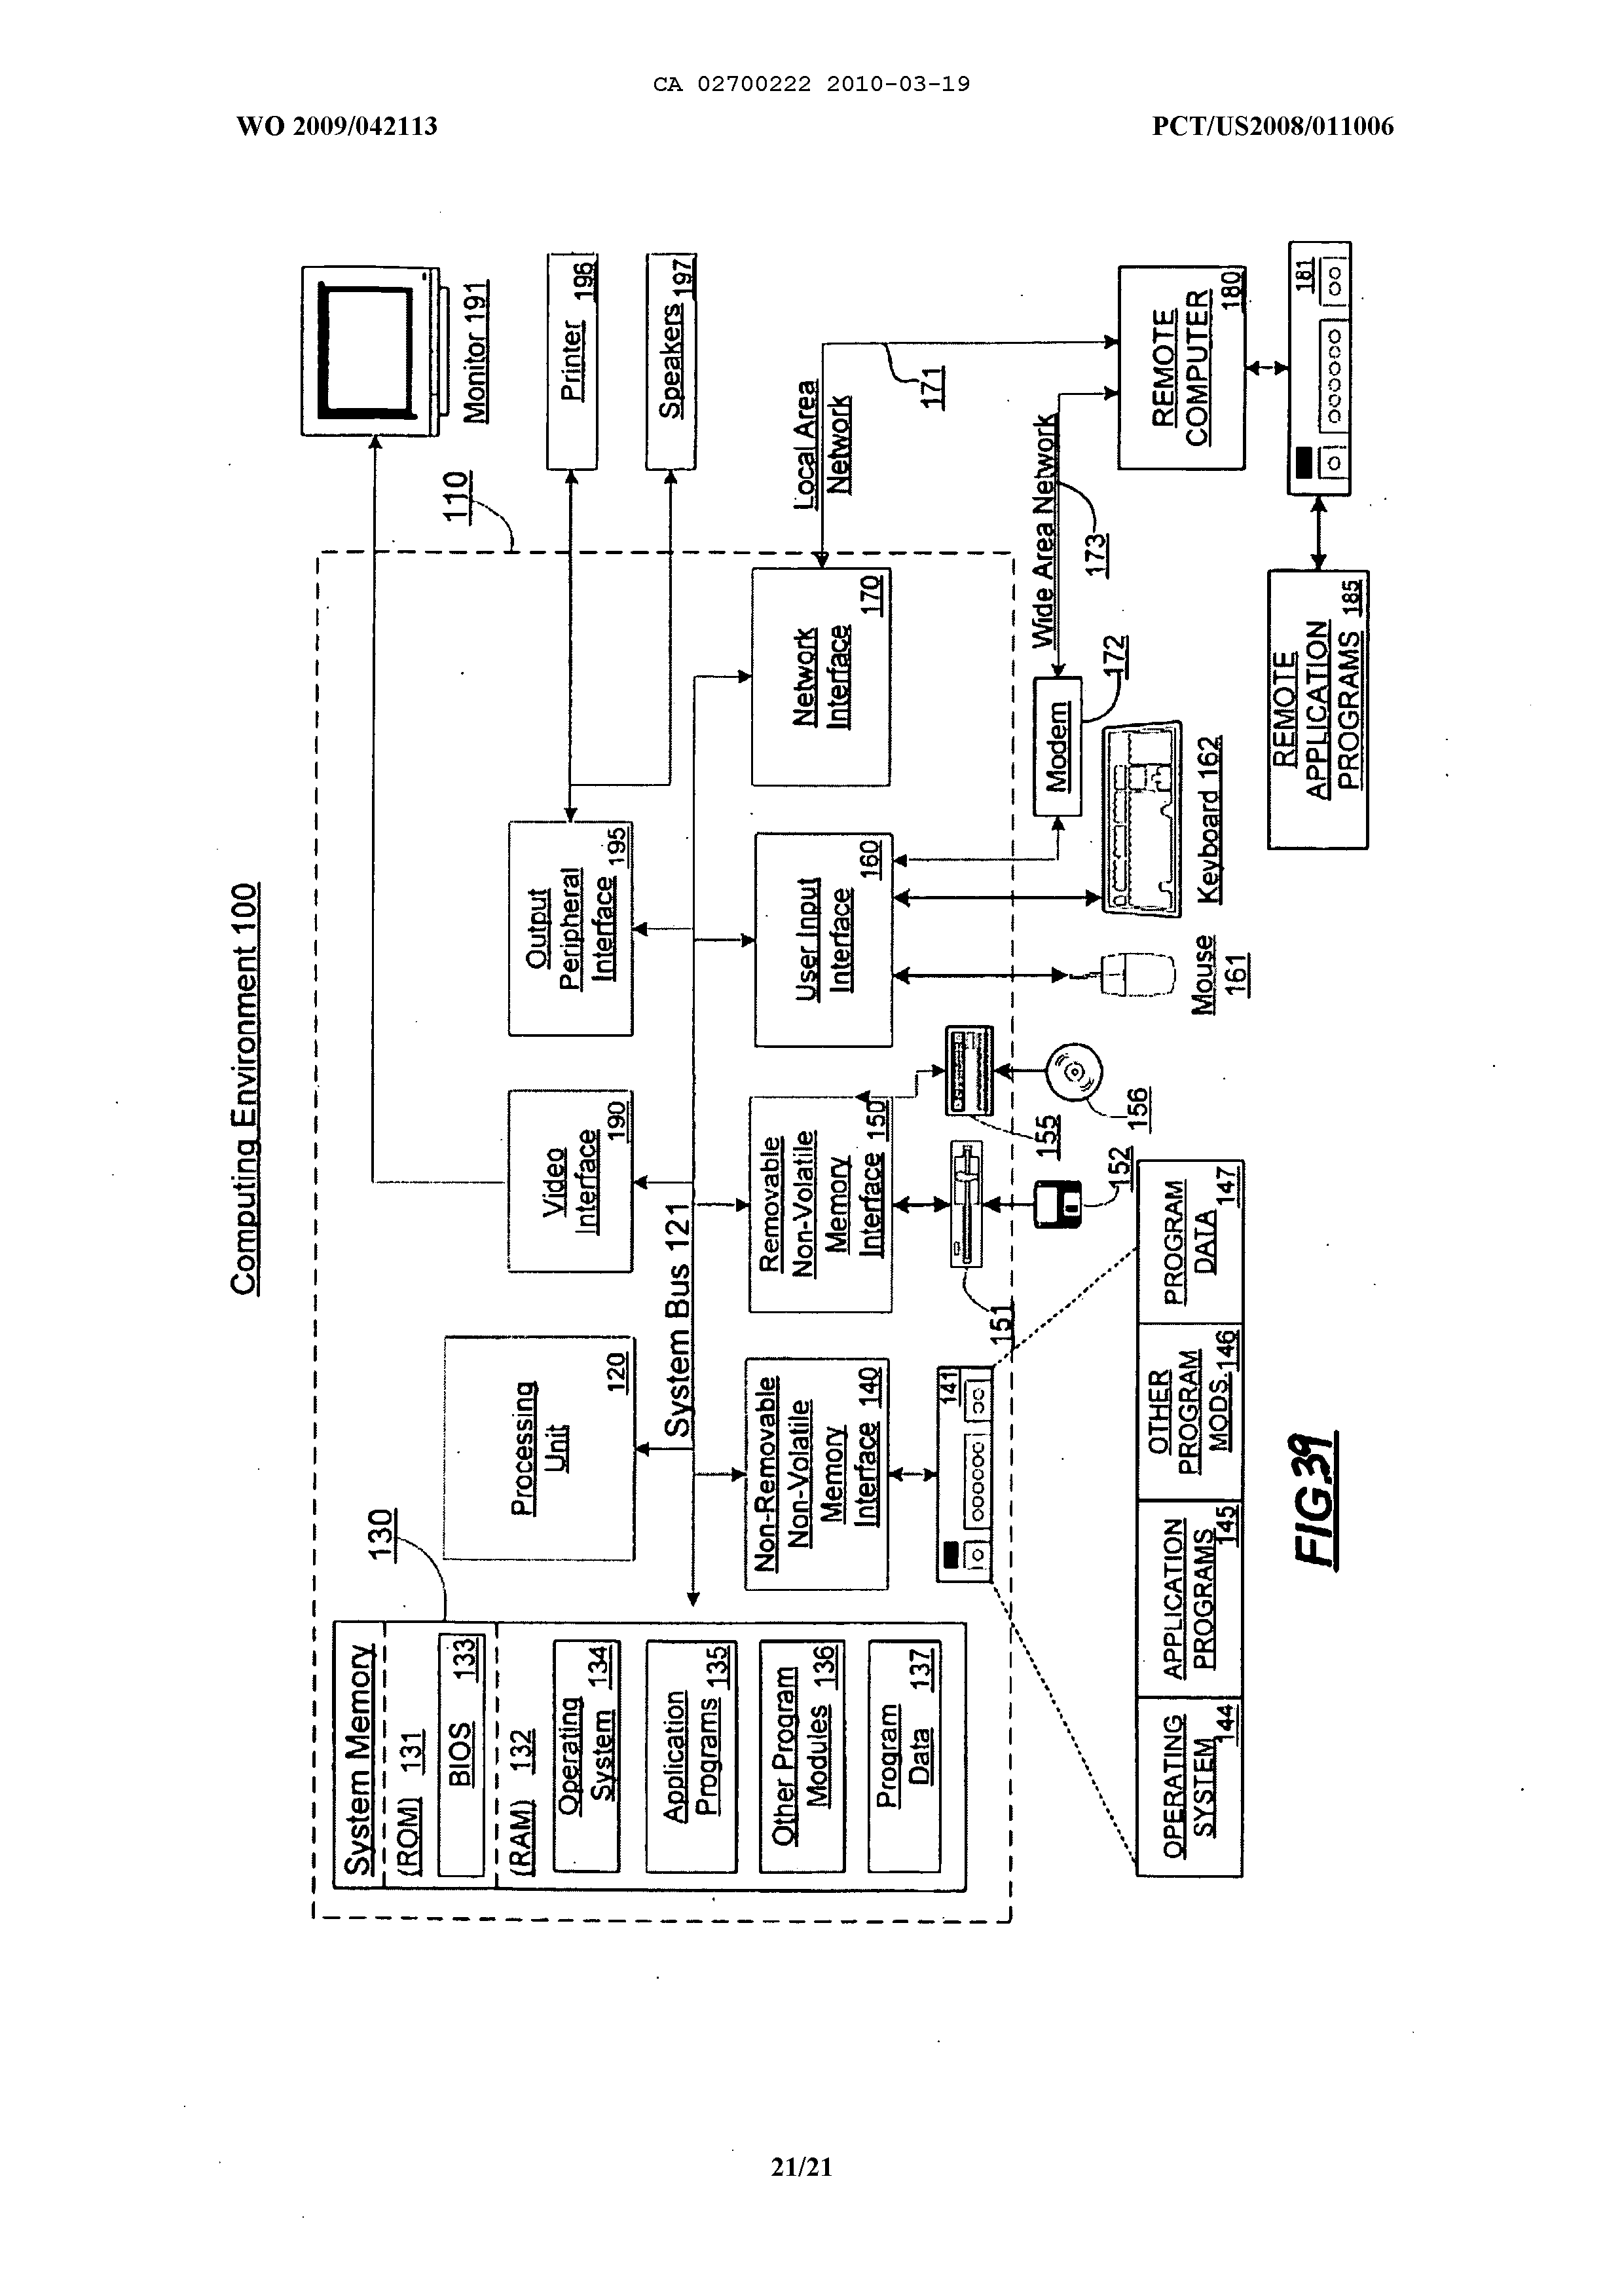 CA 02700222 2010-03-19
WO 2009/042113
PCT/US2008/011006
Computing Environment 100
System Memory
(ROM) 131
BIOS 133
(RAM) 132
Operating
System 134
Application
Programs 135
Other Program
Modules 136
Program
Data 137
130
Processing
Unit
120
System Bus 121
Video
Interface
190
Output
Peripheral
Interface 195
110
Monitor 191
Printer
196
Speakers 197
Non-Removable
Non-Volatile
Memory
Interface 140
Removable
Non-Volatile
Memory
Interface 150
User Input
Interface
160
Network
Interface
170
Local Area
Network
171
141
151
152
155
156
Mouse
161
Keyboard 162
Modem
172
Wide Area Network
173
REMOTE
COMPUTER
180
181
REMOTE
APPLICATION
PROGRAMS 185
OPERATING
SYSTEM 144
APPLICATION
PROGRAMS 145
OTHER
PROGRAM
MODS. 146
PROGRAM
DATA 147
FIG.39
21/21